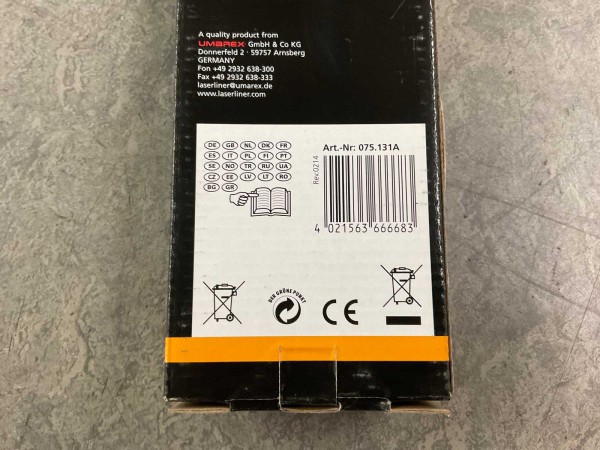 A quality product from
UMAREX GmbH & Co KG
Donnerfeld 2 · 59757 Arnsberg
GERMANY
Fon +49 2932 638-300
Fax +49 2932 638-333
laserliner@umarex.de
www.laserliner.com
DE GB NL DK FR
ES IT PL FI PT
SE NO TR RU UA
CZ EE LV LT RO
BG GR
Art.-Nr: 075.131A
Rev.0214
4 021563 666683
DER GRÜNE PUNKT
CE